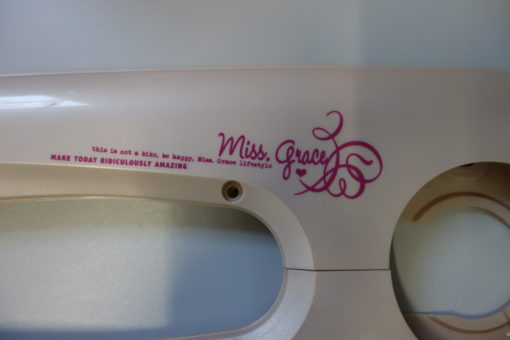 Miss. Grace
this is not a bike, be happy. Miss. Grace lifestyle
MAKE TODAY RIDICULOUSLY AMAZING